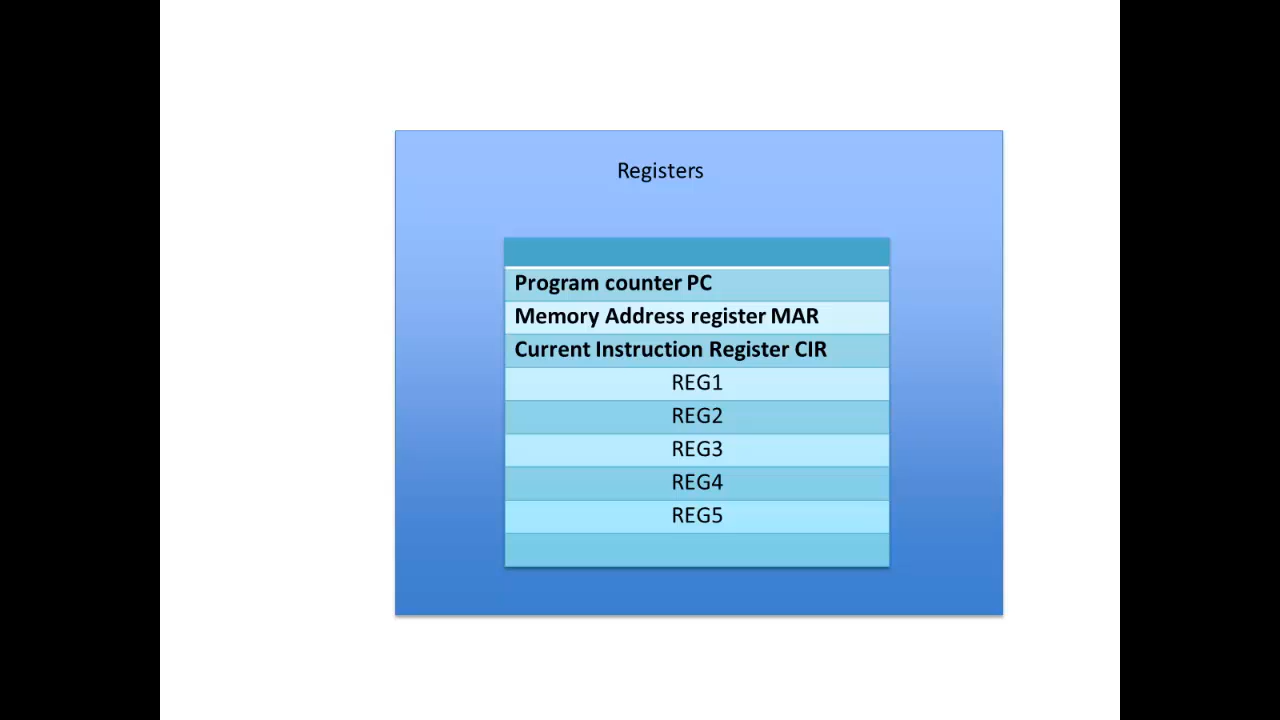 Registers
Program counter PC
Memory Address register MAR
Current Instruction Register CIR
REG1
REG2
REG3
REG4
REG5